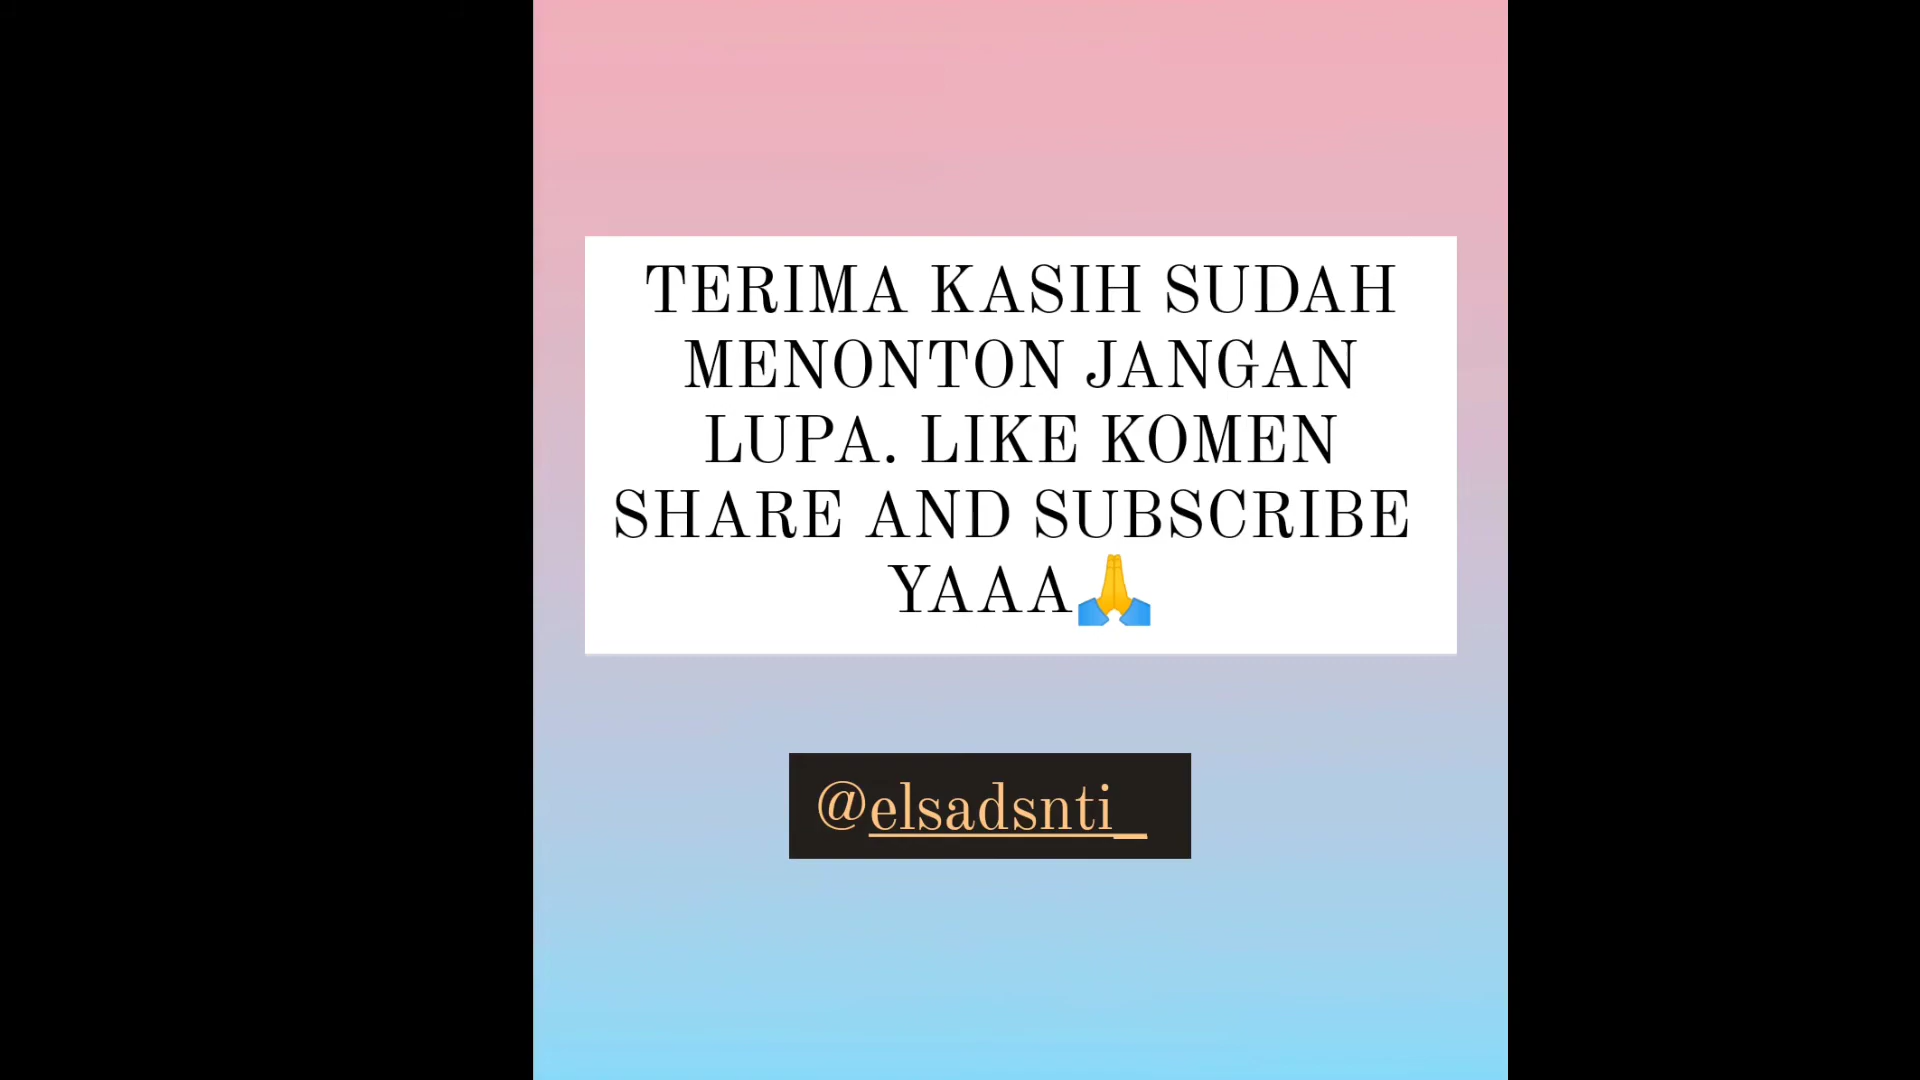 TERIMA KASIH SUDAH
MENONTON JANGAN
LUPA. LIKE KOMEN
SHARE AND SUBSCRIBE
YAAA🙏
@elsadsnti_